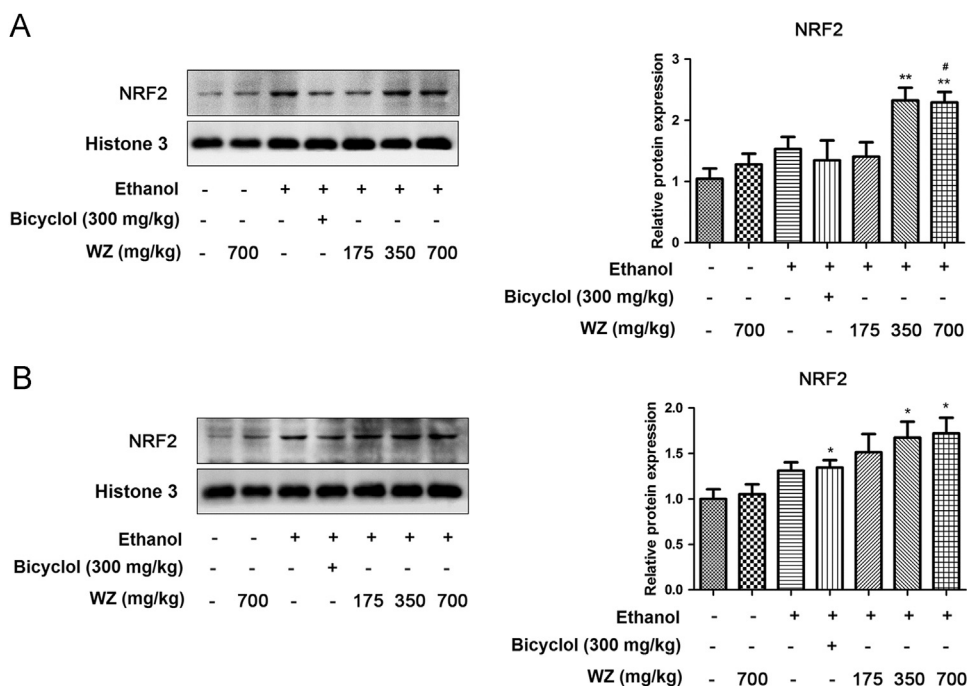 A
NRF2
Histone 3
Ethanol - - + + + + +
Bicyclol (300 mg/kg) - - - + - - -
WZ (mg/kg) - 700 - - 175 350 700
NRF2
Relative protein expression
3
2
1
0
** # **
Ethanol - - + + + + +
Bicyclol (300 mg/kg) - - - + - - -
WZ (mg/kg) - 700 - - 175 350 700
B
NRF2
Histone 3
Ethanol - - + + + + +
Bicyclol (300 mg/kg) - - - + - - -
WZ (mg/kg) - 700 - - 175 350 700
NRF2
Relative protein expression
2.0
1.5
1.0
0.5
0.0
* * *
Ethanol - - + + + + +
Bicyclol (300 mg/kg) - - - + - - -
WZ (mg/kg) - 700 - - 175 350 700